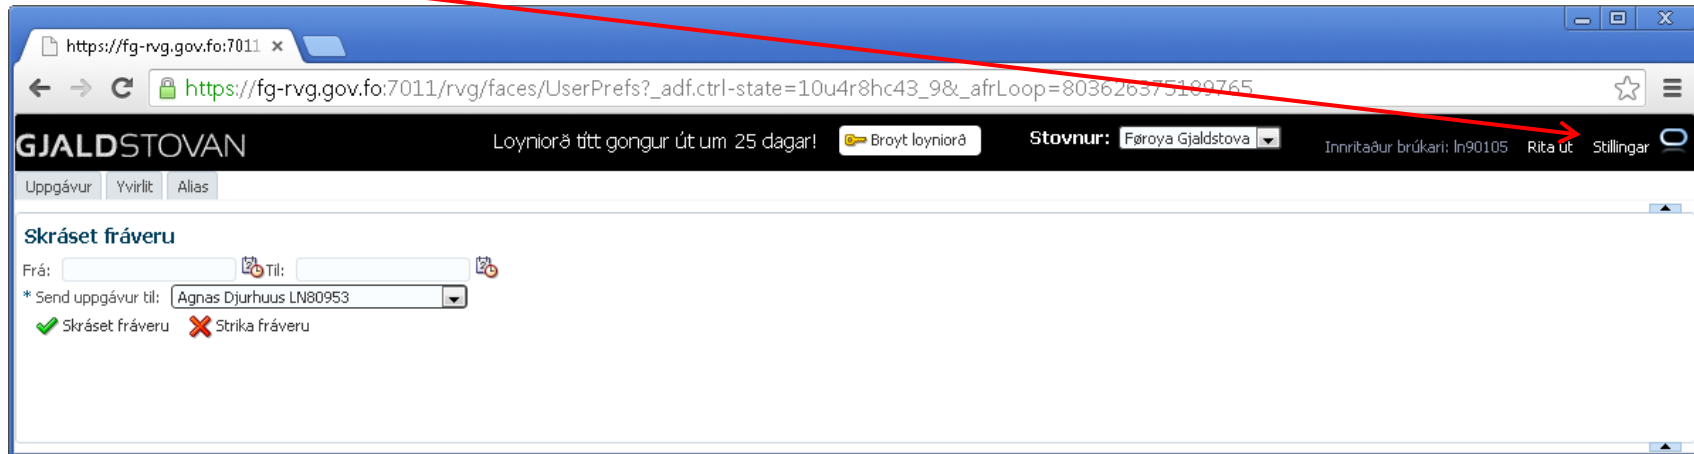 https://fg-rvg.gov.fo:7011
https://fg-rvg.gov.fo:7011/rvg/faces/UserPrefs?_adf.ctrl-state=10u4r8hc43_9&_afrLoop=803626375189765
GJALDSTOVAN Loyniorð títt gongur út um 25 dagar! Broyt loyniorð Stovnur: Føroya Gjaldstova Innritaður brúkari: ln90105 Rita út Stillingar
Uppgávur Yvirlit Alias
Skráset fráveru
Frá: Til:
* Send uppgávur til: Agnas Djurhuus LN80953
Skráset fráveru Strika fráveru